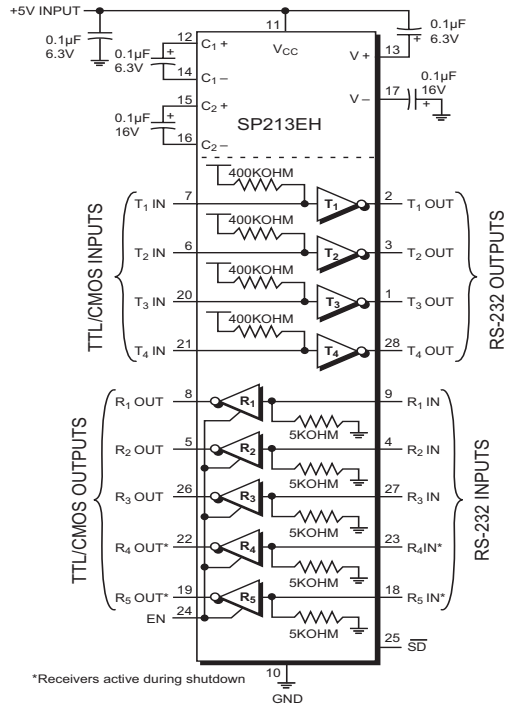 +5V INPUT
0.1µF
6.3V
0.1µF
6.3V
12
C1 +
14
C1 –
15
C2 +
0.1µF
16V
16
C2 –
11
VCC
V +
13
0.1µF
6.3V
V –
17
0.1µF
16V
SP213EH
TTL/CMOS INPUTS
T1 IN 7 400KOHM T1 2 T1 OUT
T2 IN 6 400KOHM T2 3 T2 OUT
T3 IN 20 400KOHM T3 1 T3 OUT
T4 IN 21 400KOHM T4 28 T4 OUT
RS-232 OUTPUTS
TTL/CMOS OUTPUTS
R1 OUT 8 R1 9 R1 IN
5KOHM
R2 OUT 5 R2 4 R2 IN
5KOHM
R3 OUT 26 R3 27 R3 IN
5KOHM
R4 OUT* 22 R4 23 R4IN*
5KOHM
R5 OUT* 19 R5 18 R5 IN*
5KOHM
RS-232 INPUTS
EN 24
25 SD
*Receivers active during shutdown
10
GND